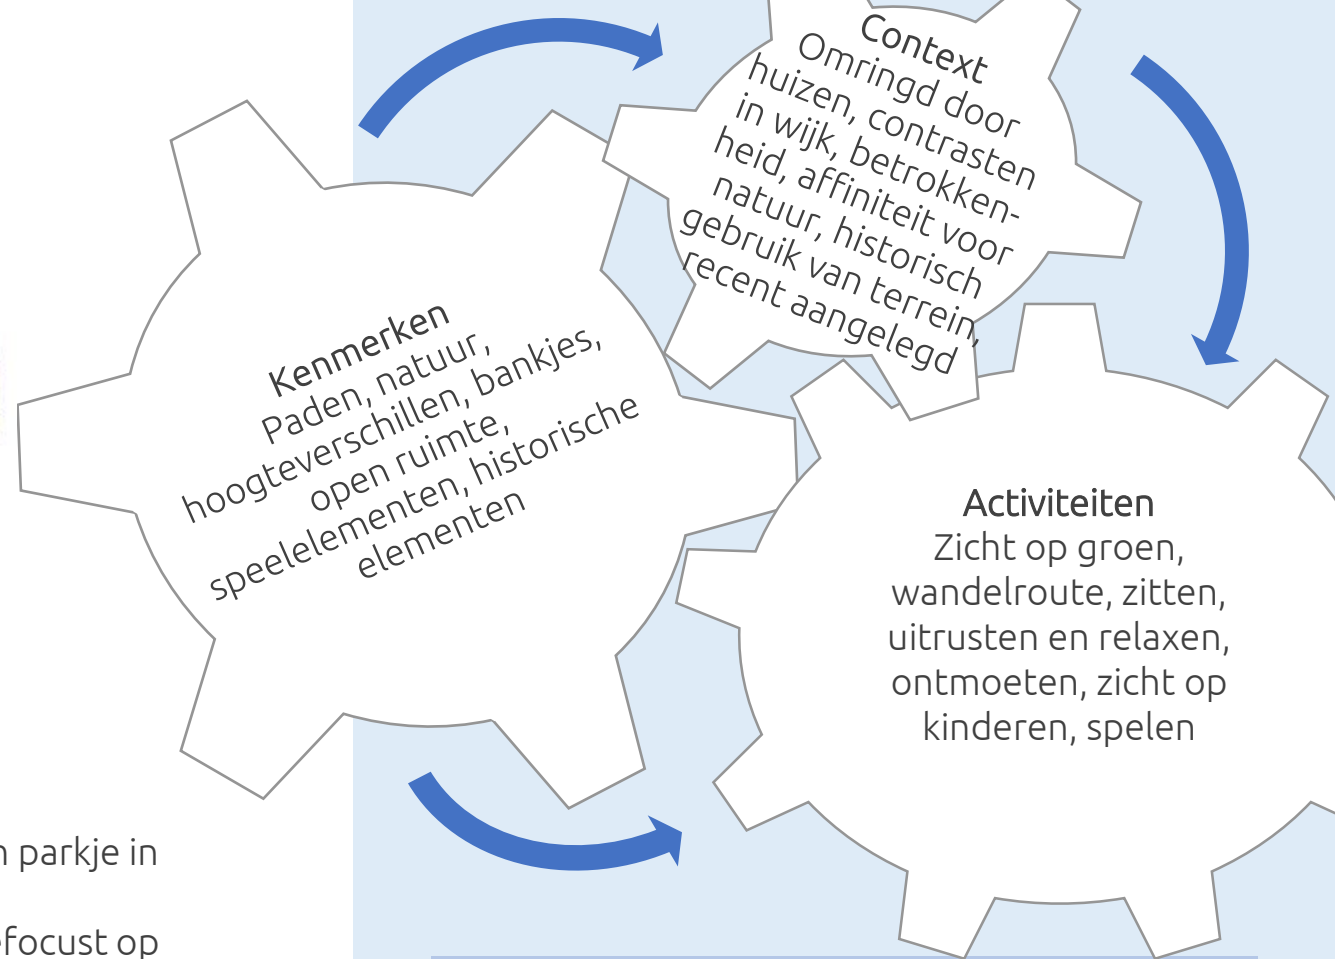 Context
Omringd door
huizen, contrasten
in wijk, betrokken-
heid, affiniteit voor
natuur, historisch
gebruik van terrein,
recent aangelegd
Kenmerken
Paden, natuur,
hoogteverschillen, bankjes,
open ruimte,
speelelementen, historische
elementen
Activiteiten
Zicht op groen,
wandelroute, zitten,
uitrusten en relaxen,
ontmoeten, zicht op
kinderen, spelen
parkje in
op